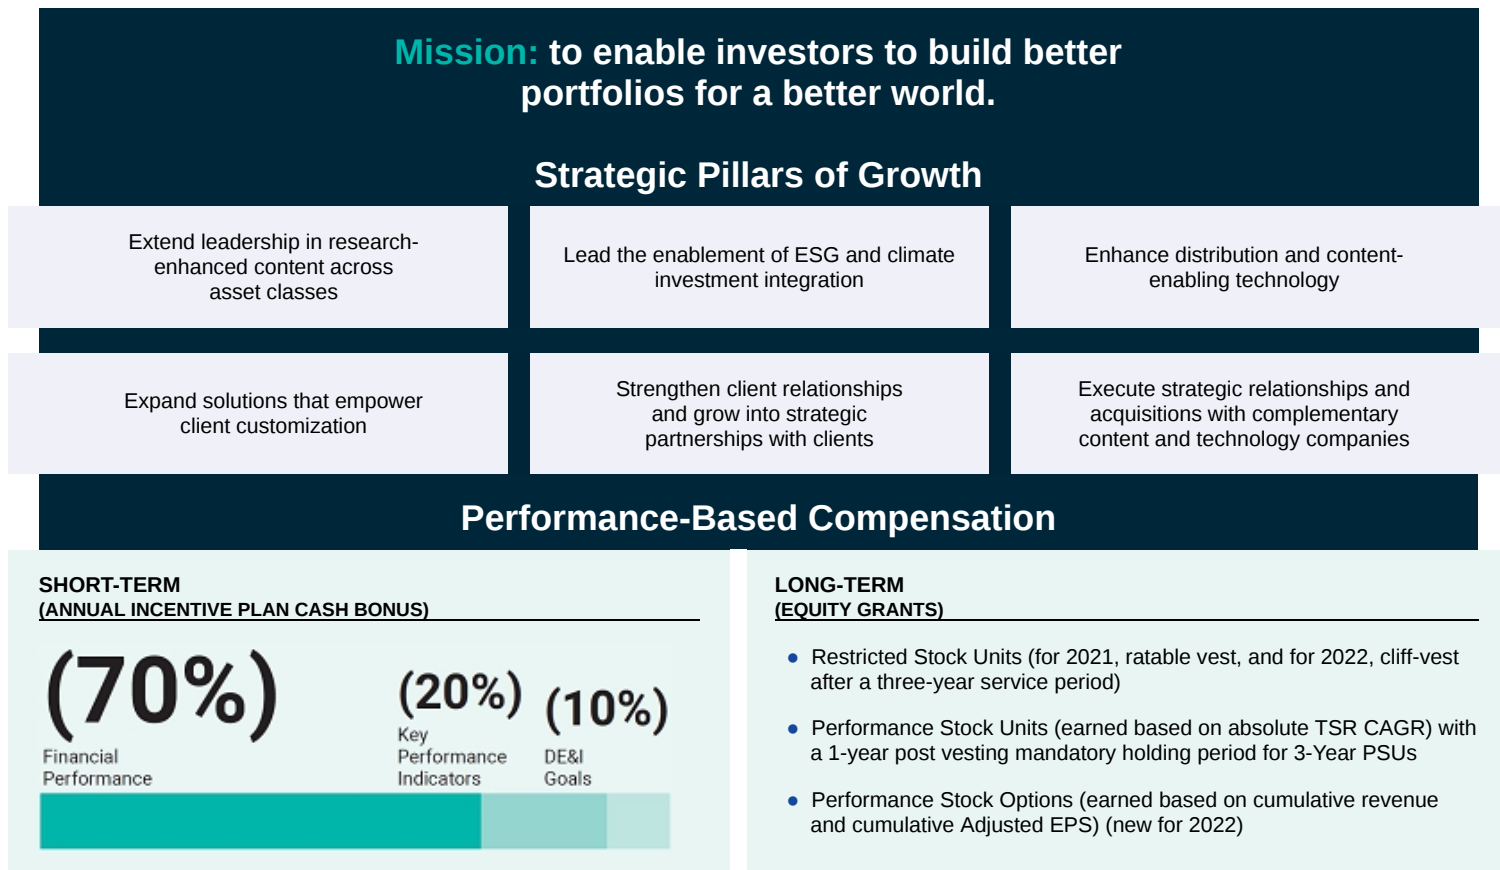 Mission: to enable investors to build better
portfolios for a better world.
Strategic Pillars of Growth
Extend leadership in research-
enhanced content across
asset classes
Lead the enablement of ESG and climate
investment integration
Enhance distribution and content-
enabling technology
Expand solutions that empower
client customization
Strengthen client relationships
and grow into strategic
partnerships with clients
Execute strategic relationships and
acquisitions with complementary
content and technology companies
Performance-Based Compensation
SHORT-TERM
(ANNUAL INCENTIVE PLAN CASH BONUS)
(70%)
Financial
Performance
(20%)
Key
Performance
Indicators
(10%)
DE&I
Goals
LONG-TERM
(EQUITY GRANTS)
● Restricted Stock Units (for 2021, ratable vest, and for 2022, cliff-vest
after a three-year service period)
● Performance Stock Units (earned based on absolute TSR CAGR) with
a 1-year post vesting mandatory holding period for 3-Year PSUs
● Performance Stock Options (earned based on cumulative revenue
and cumulative Adjusted EPS) (new for 2022)